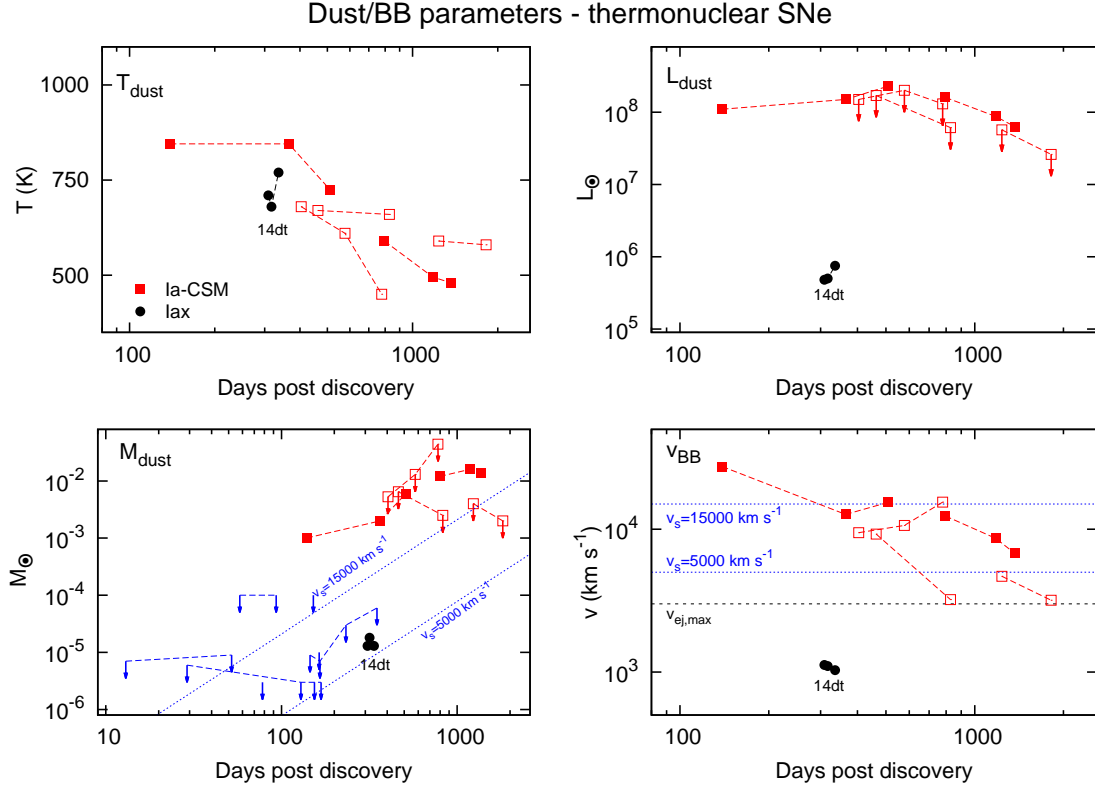 Dust/BB parameters - thermonuclear SNe
T_dust
T (K)
1000
750
500
14dt
Ia-CSM
Iax
100
1000
Days post discovery
L_dust
L_⊙
10^8
10^7
10^6
10^5
14dt
100
1000
Days post discovery
M_dust
M_⊙
10^-2
10^-3
10^-4
10^-5
10^-6
v_s=15000 km s^-1
v_s=5000 km s^-1
14dt
10
100
1000
Days post discovery
v_BB
v (km s^-1)
10^4
10^3
v_s=15000 km s^-1
v_s=5000 km s^-1
v_ej,max
14dt
100
1000
Days post discovery